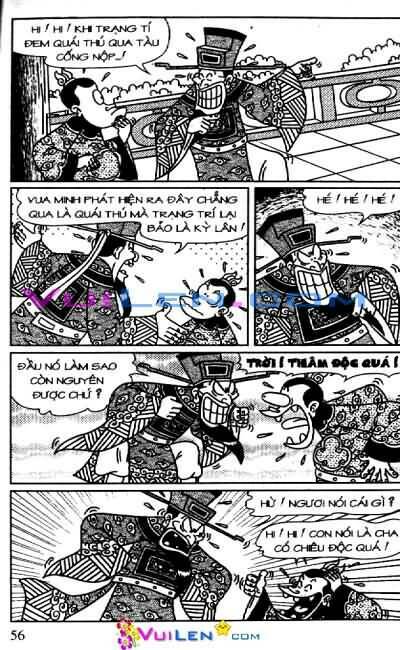 HI! HI! KHI TRẠNG TÍ
ĐEM QUÁI THÚ QUA TÀU
CỐNG NỘP..!
VUA MINH PHÁT HIỆN RA ĐÂY CHẲNG
QUA LÀ QUÁI THÚ MÀ TRẠNG TRÍ LẠI
BẢO LÀ KỲ LÂN!
HÉ! HÉ! HÉ!
VUILEN.COM
ĐẦU NÓ LÀM SAO
CÒN NGUYÊN
ĐƯỢC CHỨ?
TRỜI! THÂM ĐỘC QUÁ!
HỪ! NGƯƠI NÓI CÁI GÌ?
HI! HI! CON NÓI LÀ CHA
CÓ CHIÊU ĐỘC QUÁ!
56
VUILEN.COM